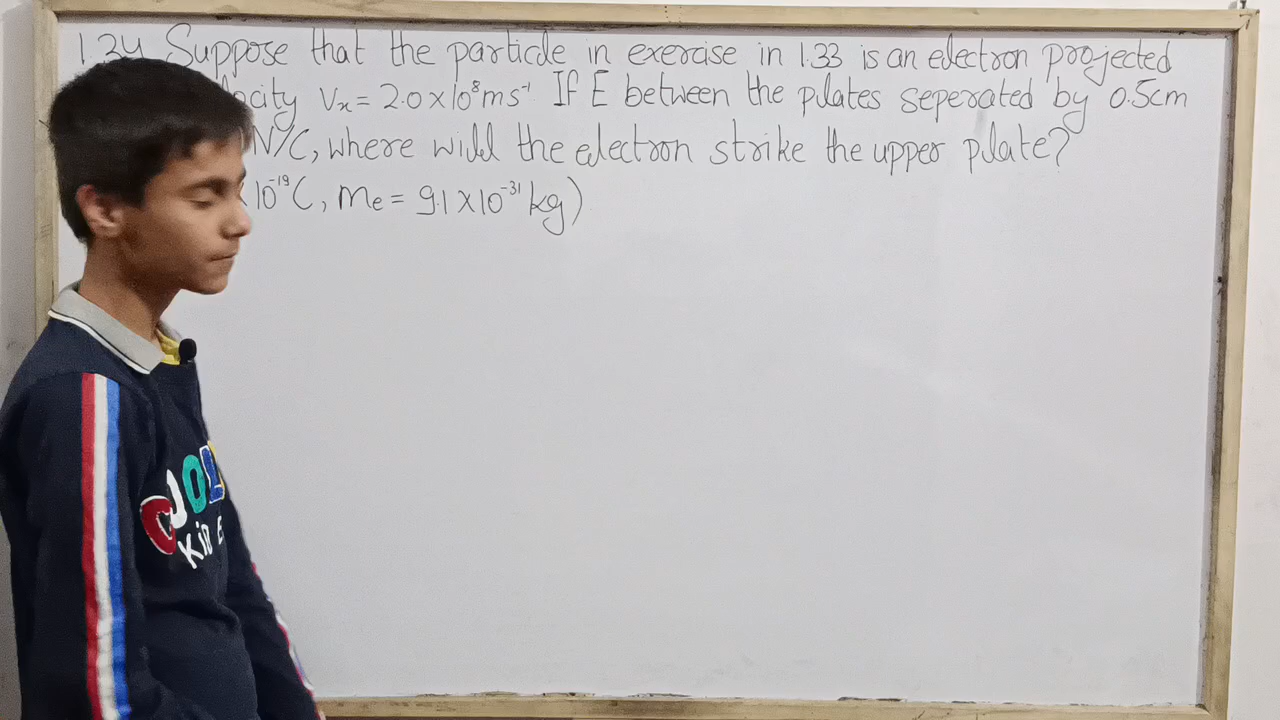 1.34 Suppose that the particle in exercise in 1.33 is an electron projected
ocity Vx = 2.0 x 10⁸ ms⁻¹ If E between the plates seperated by 0.5cm
N/C, where will the electron strike the upper plate?
x 10⁻¹⁹C, me = 9.1 x 10⁻³¹ kg)